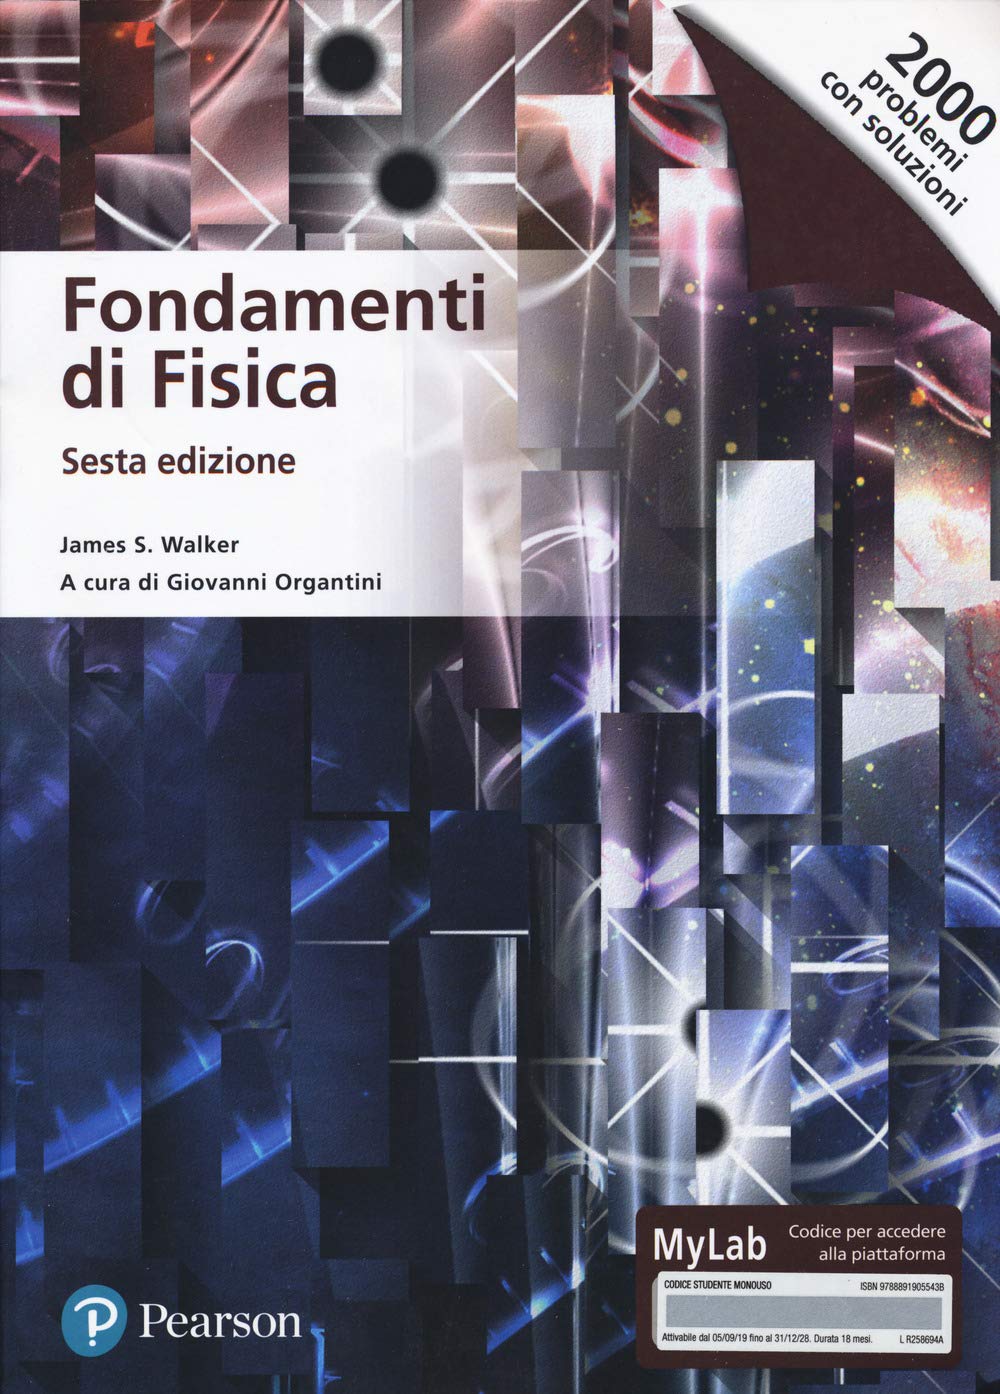 2000
problemi
con soluzioni
Fondamenti
di Fisica
Sesta edizione
James S. Walker
A cura di Giovanni Organtini
MyLab
Codice per accedere
alla piattaforma
CODICE STUDENTE MONOUSO ISBN 9788891905543B
Attivabile dal 05/09/19 fino al 31/12/28. Durata 18 mesi. L R258694A
P Pearson